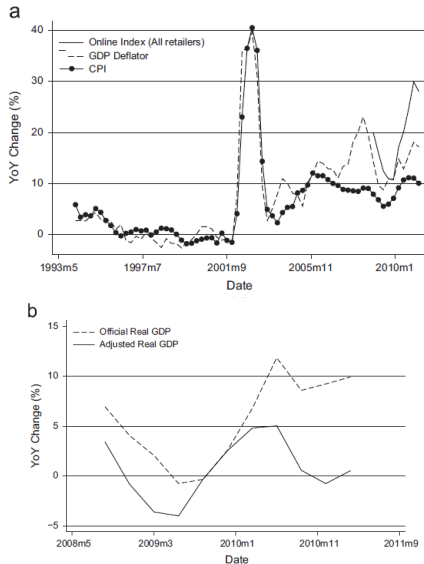 a
Online Index (All retailers)
GDP Deflator
CPI
40
30
20
10
0
YoY Change (%)
1993m5 1997m7 2001m9 2005m11 2010m1
Date
b
15
10
5
0
−5
Official Real GDP
Adjusted Real GDP
YoY Change (%)
2008m5 2009m3 2010m1 2010m11 2011m9
Date